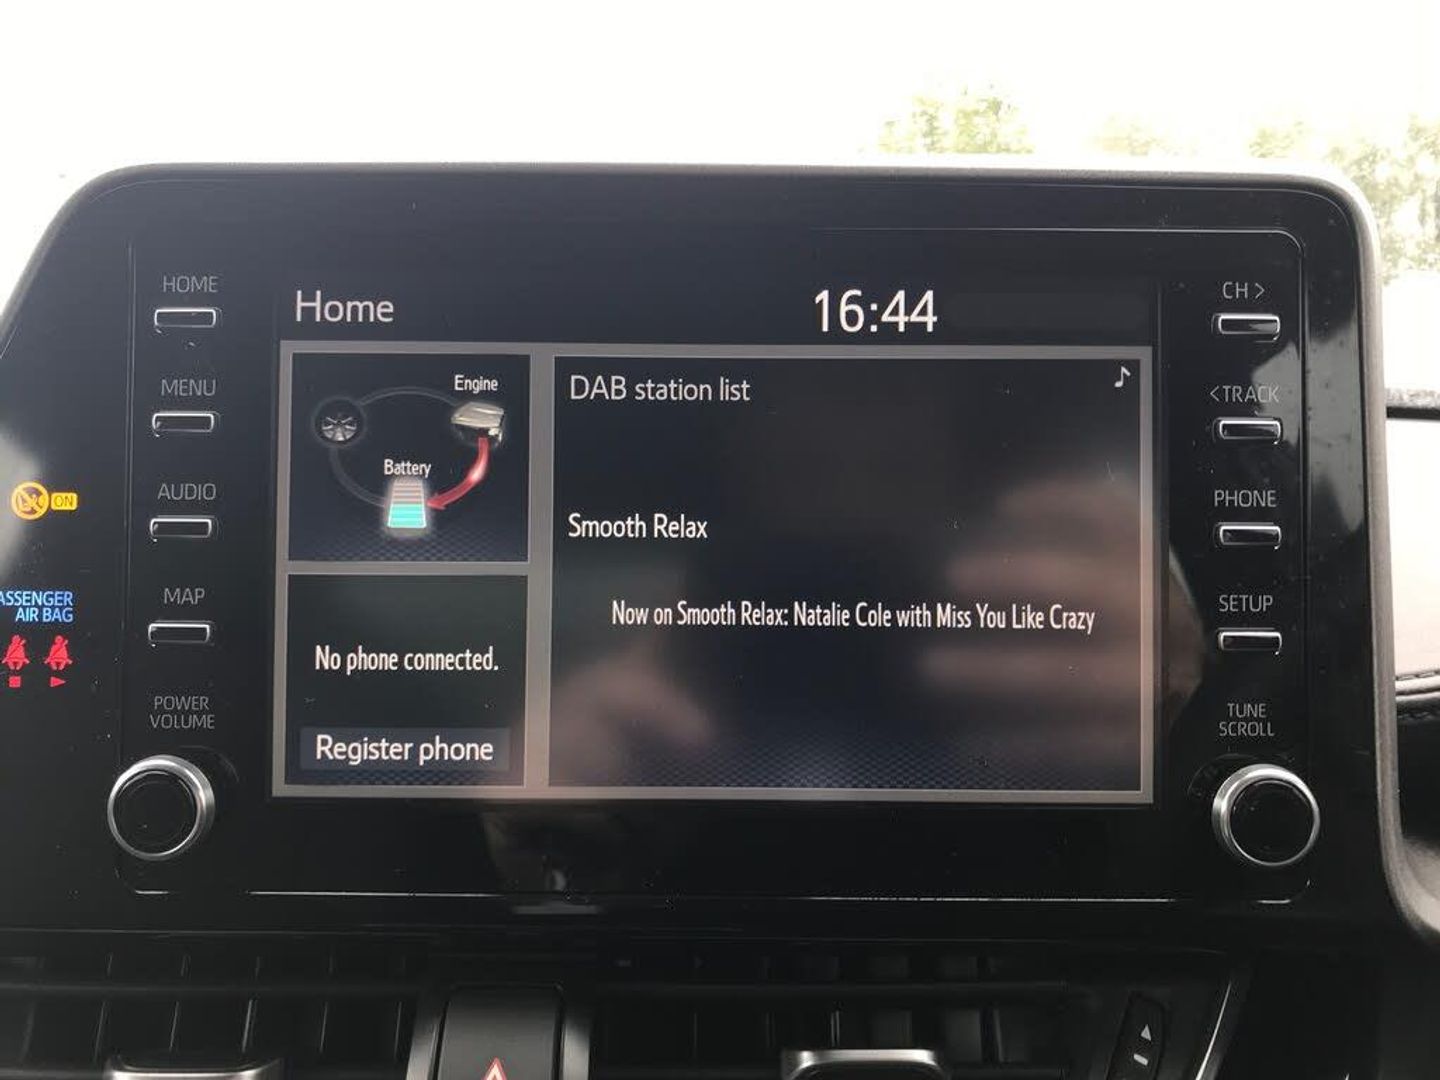 HOME
MENU
AUDIO
MAP
POWER
VOLUME
ON
ASSENGER
AIR BAG
Home
16:44
Engine
Battery
No phone connected.
Register phone
DAB station list
Smooth Relax
Now on Smooth Relax: Natalie Cole with Miss You Like Crazy
CH >
< TRACK
PHONE
SETUP
TUNE
SCROLL